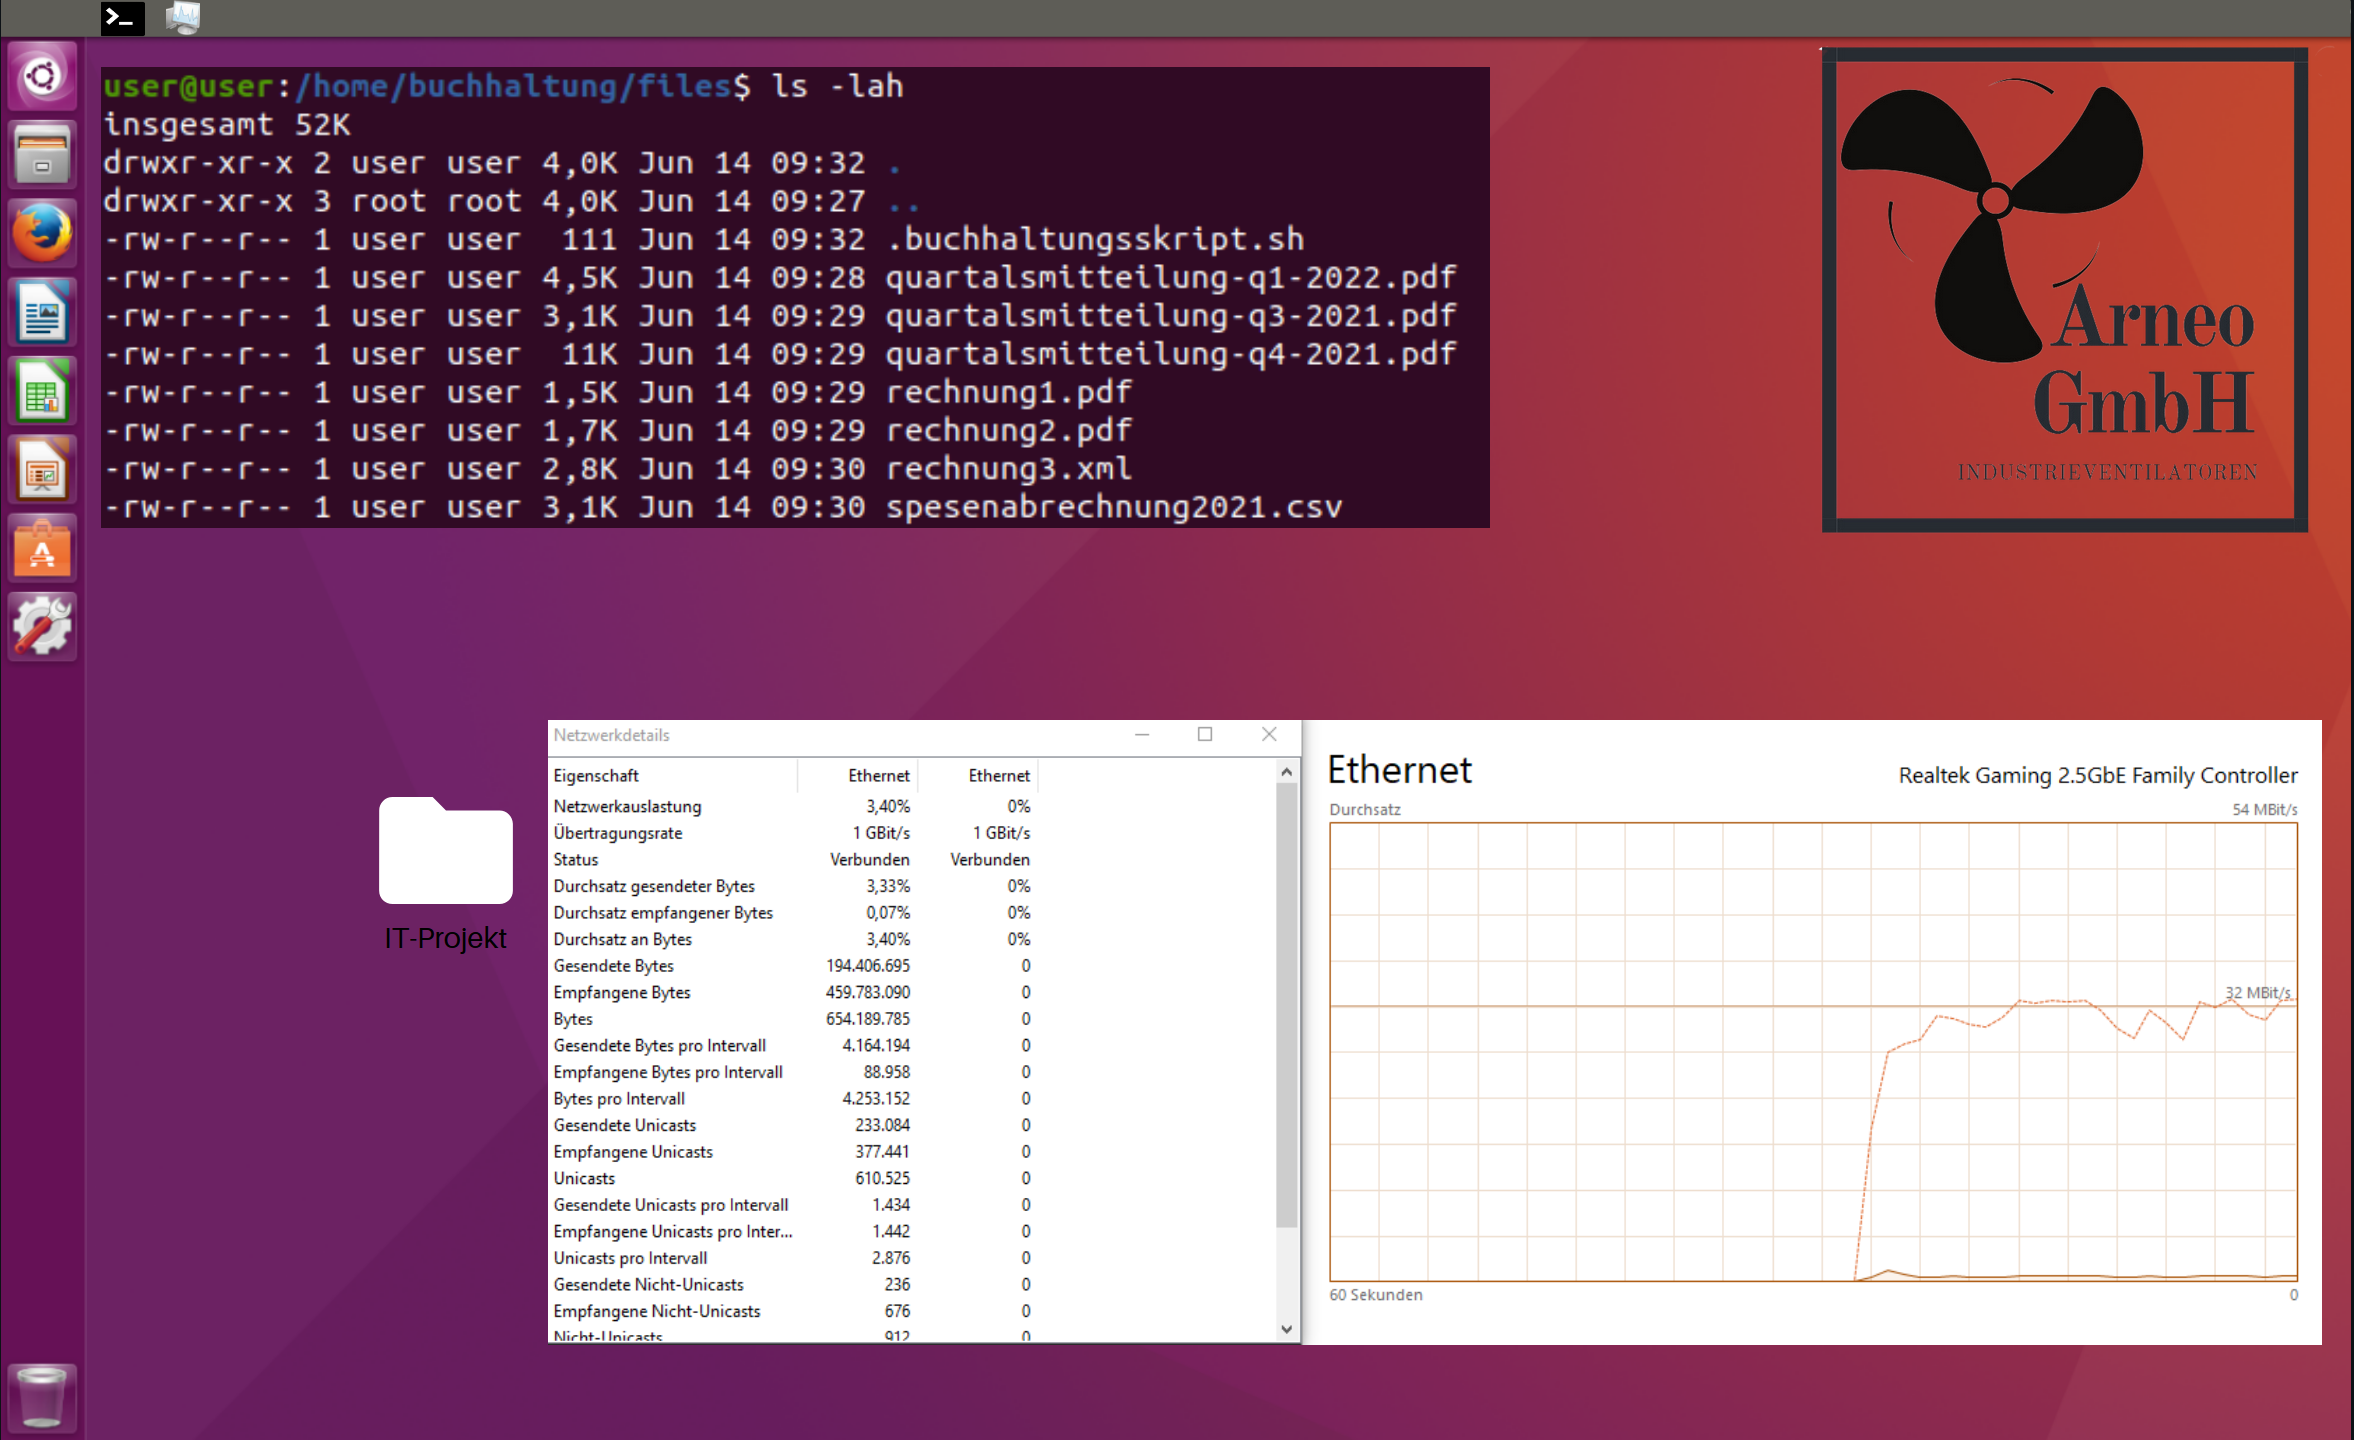 user@user:/home/buchhaltung/files$ ls -lah
insgesamt 52K
drwxr-xr-x 2 user user 4,0K Jun 14 09:32 .
drwxr-xr-x 3 root root 4,0K Jun 14 09:27 ..
-rw-r--r-- 1 user user  111 Jun 14 09:32 .buchhaltungsskript.sh
-rw-r--r-- 1 user user 4,5K Jun 14 09:28 quartalsmitteilung-q1-2022.pdf
-rw-r--r-- 1 user user 3,1K Jun 14 09:29 quartalsmitteilung-q3-2021.pdf
-rw-r--r-- 1 user user  11K Jun 14 09:29 quartalsmitteilung-q4-2021.pdf
-rw-r--r-- 1 user user 1,5K Jun 14 09:29 rechnung1.pdf
-rw-r--r-- 1 user user 1,7K Jun 14 09:29 rechnung2.pdf
-rw-r--r-- 1 user user 2,8K Jun 14 09:30 rechnung3.xml
-rw-r--r-- 1 user user 3,1K Jun 14 09:30 spesenabrechnung2021.csv
Arneo
GmbH
INDUSTRIEVENTILATOREN
IT-Projekt
Netzwerkdetails
Eigenschaft Ethernet Ethernet
Netzwerkauslastung 3,40% 0%
Übertragungsrate 1 GBit/s 1 GBit/s
Status Verbunden Verbunden
Durchsatz gesendeter Bytes 3,33% 0%
Durchsatz empfangener Bytes 0,07% 0%
Durchsatz an Bytes 3,40% 0%
Gesendete Bytes 194.406.695 0
Empfangene Bytes 459.783.090 0
Bytes 654.189.785 0
Gesendete Bytes pro Intervall 4.164.194 0
Empfangene Bytes pro Intervall 88.958 0
Bytes pro Intervall 4.253.152 0
Gesendete Unicasts 233.084 0
Empfangene Unicasts 377.441 0
Unicasts 610.525 0
Gesendete Unicasts pro Intervall 1.434 0
Empfangene Unicasts pro Inter... 1.442 0
Unicasts pro Intervall 2.876 0
Gesendete Nicht-Unicasts 236 0
Empfangene Nicht-Unicasts 676 0
Nicht-Unicasts 912 0
Ethernet
Realtek Gaming 2.5GbE Family Controller
Durchsatz 54 MBit/s
32 MBit/s
60 Sekunden 0